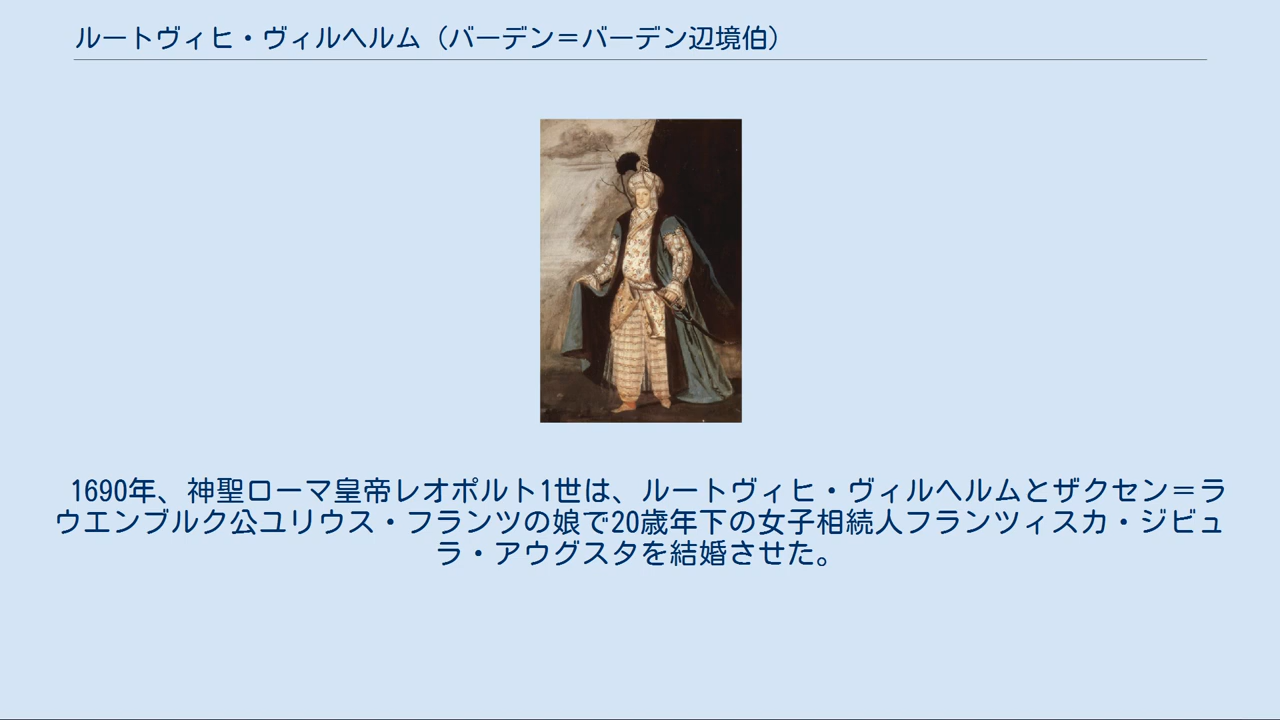 ルートヴィヒ・ヴィルヘルム（バーデン＝バーデン辺境伯）
1690年、神聖ローマ皇帝レオポルト1世は、ルートヴィヒ・ヴィルヘルムとザクセン＝ラ
ウエンブルク公ユリウス・フランツの娘で20歳年下の女子相続人フランツィスカ・ジビュ
ラ・アウグスタを結婚させた。